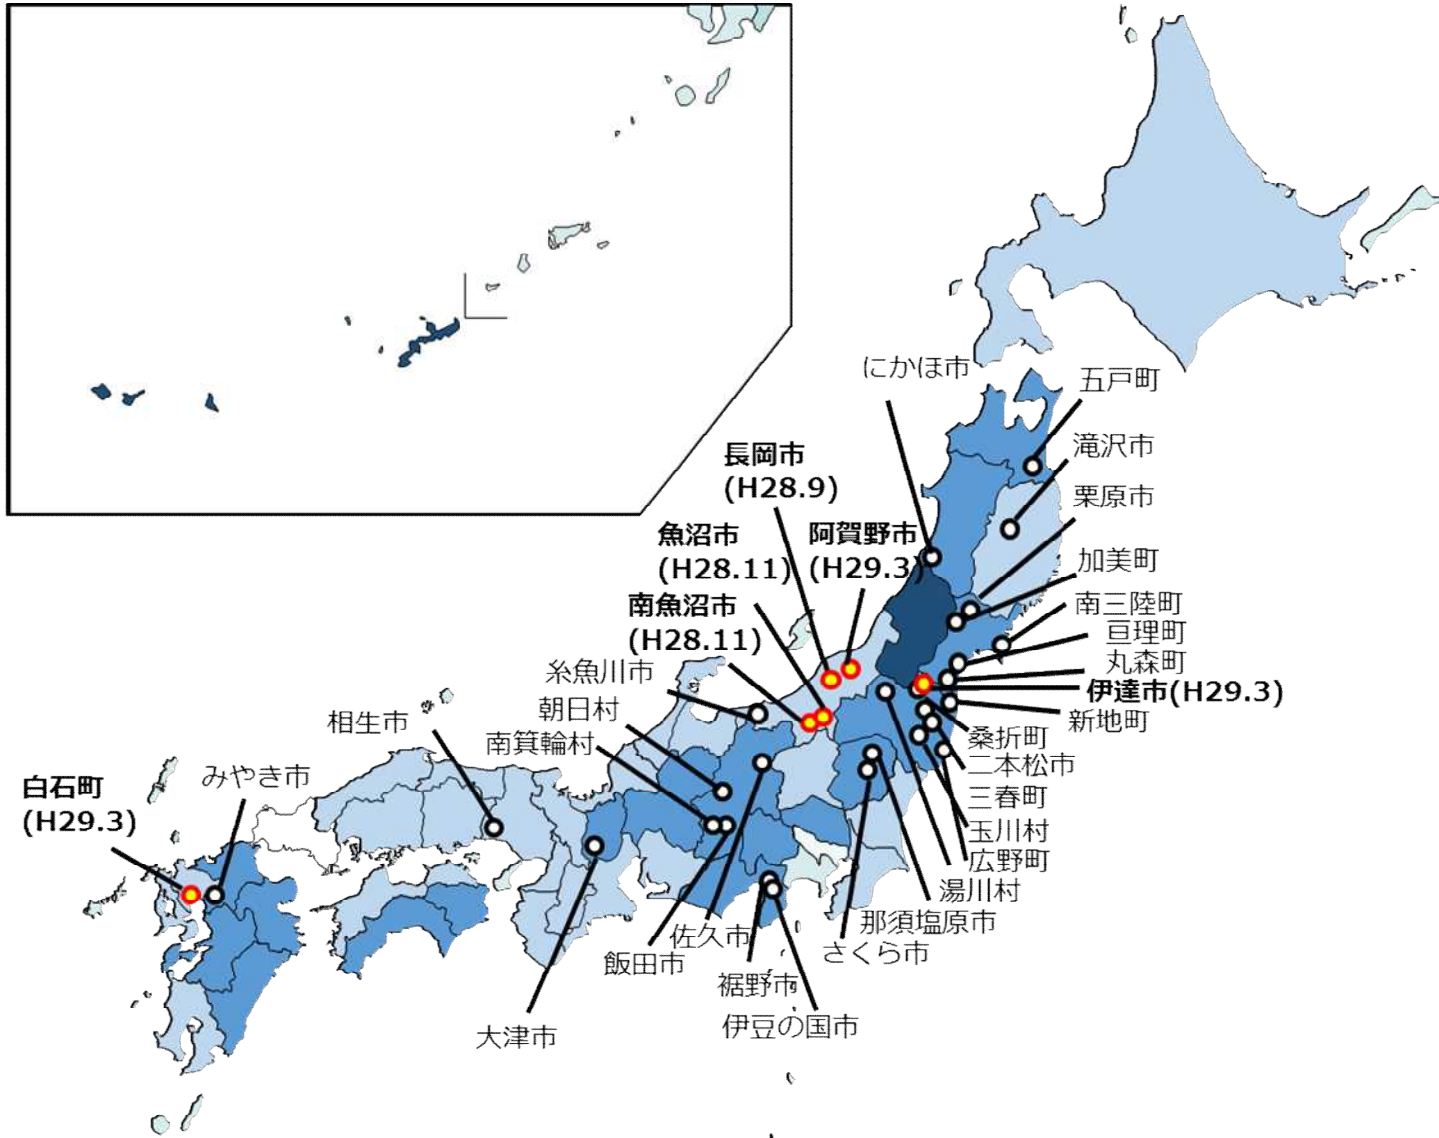 にかほ市
五戸町
滝沢市
長岡市
(H28.9)
栗原市
魚沼市
(H28.11)
阿賀野市
(H29.3)
加美町
南魚沼市
(H28.11)
南三陸町
亘理町
丸森町
伊達市(H29.3)
新地町
糸魚川市
朝日村
相生市
南箕輪村
桑折町
二本松市
三春町
玉川村
広野町
湯川村
那須塩原市
さくら市
白石町
(H29.3)
みやき市
佐久市
飯田市
裾野市
伊豆の国市
大津市